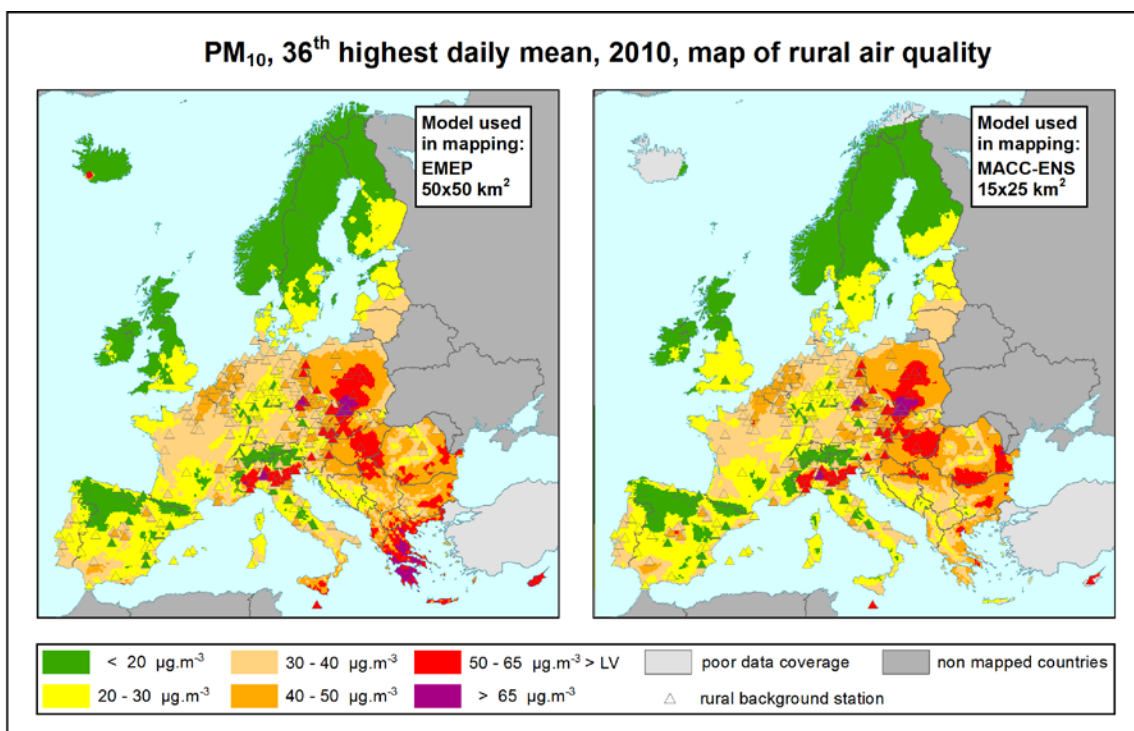 PM₁₀, 36ᵗʰ highest daily mean, 2010, map of rural air quality
Model used
in mapping:
EMEP
50x50 km²
Model used
in mapping:
MACC-ENS
15x25 km²
< 20 µg.m⁻³
30 - 40 µg.m⁻³
50 - 65 µg.m⁻³ > LV
poor data coverage
non mapped countries
20 - 30 µg.m⁻³
40 - 50 µg.m⁻³
> 65 µg.m⁻³
rural background station